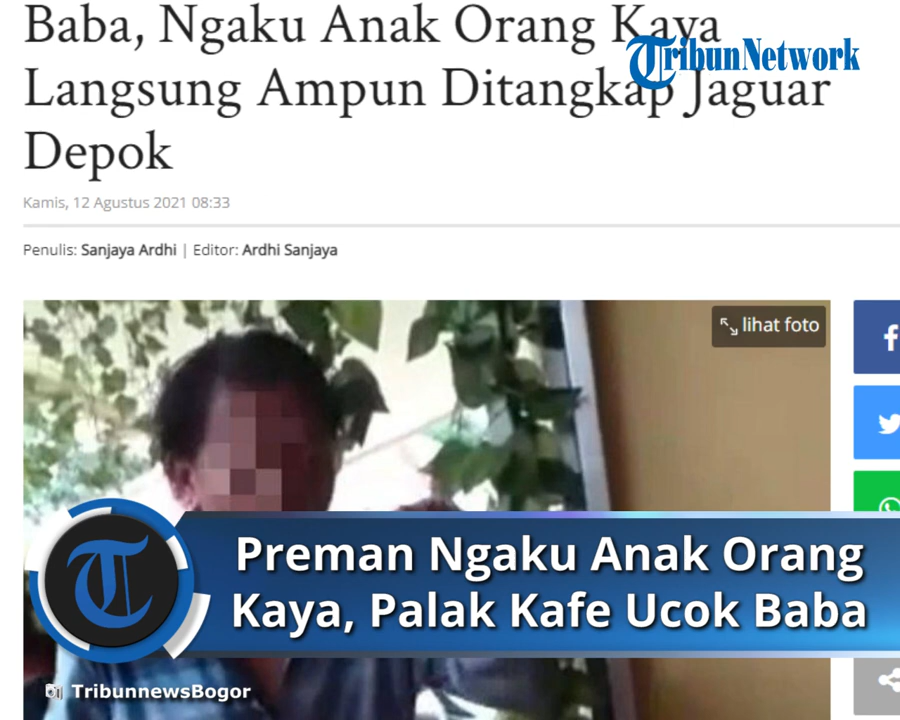 Baba, Ngaku Anak Orang Kaya
TribunNetwork
Langsung Ampun Ditangkap Jaguar
Depok
Kamis, 12 Agustus 2021 08:33
Penulis: Sanjaya Ardhi | Editor: Ardhi Sanjaya
lihat foto
Preman Ngaku Anak Orang
Kaya, Palak Kafe Ucok Baba
TribunnewsBogor